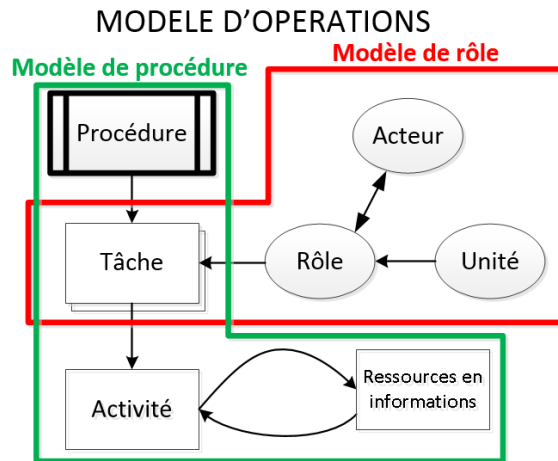 MODELE D'OPERATIONS
Modèle de rôle
Modèle de procédure
Procédure
Acteur
Tâche
Rôle
Unité
Activité
Ressources en
informations